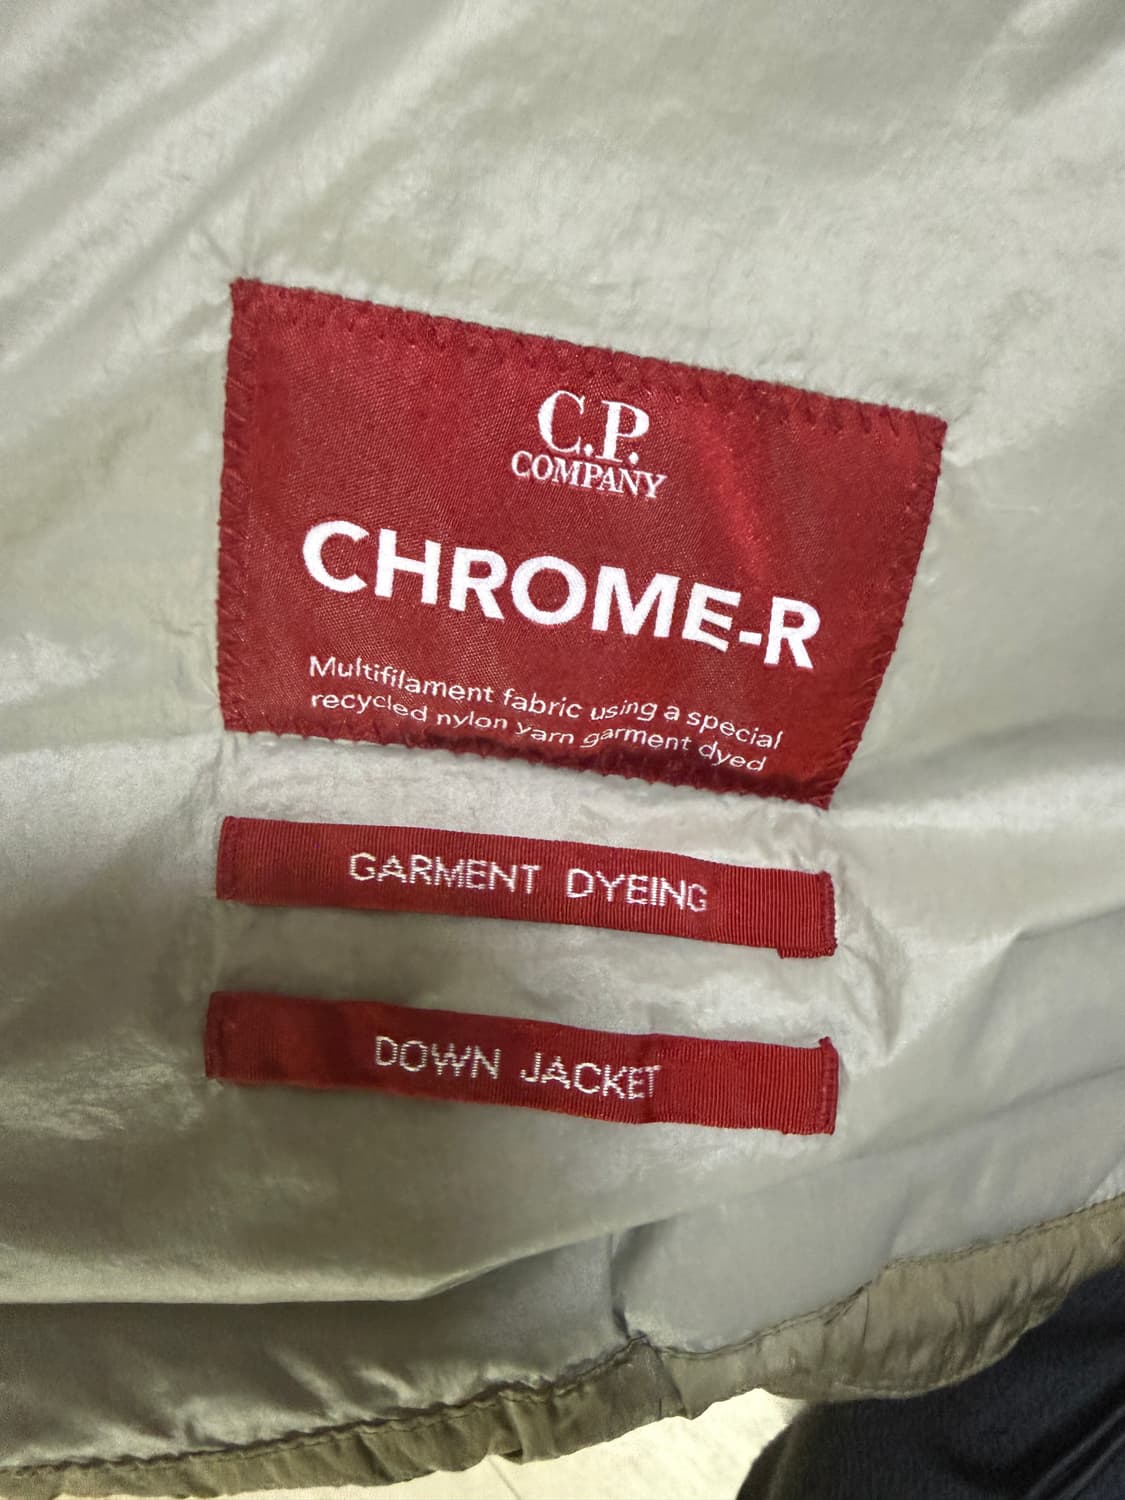 C.P.
COMPANY
CHROME-R
Multifilament fabric using a special
recycled nylon yarn garment dyed
GARMENT DYEING
DOWN JACKET